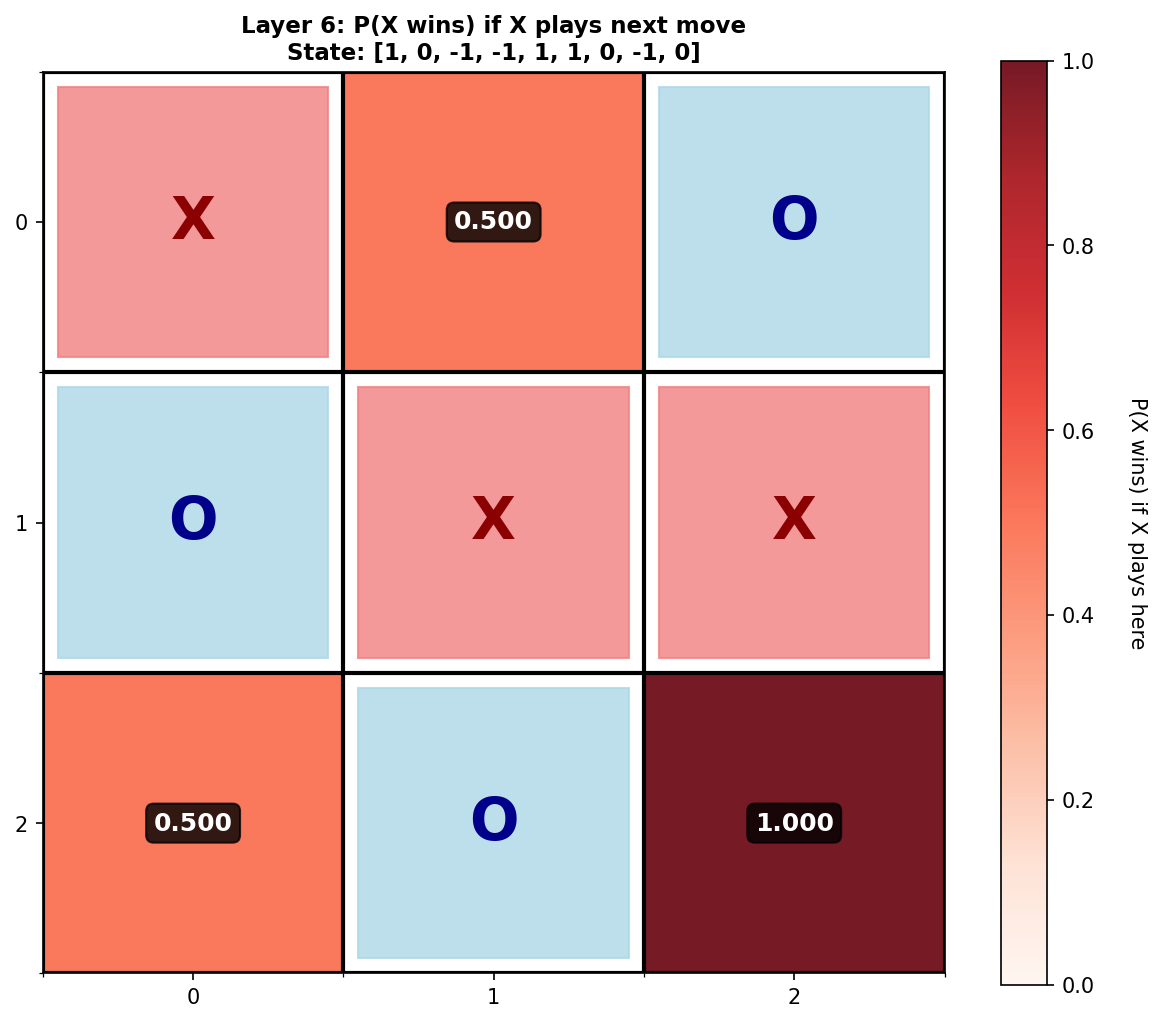 Layer 6: P(X wins) if X plays next move
State: [1, 0, -1, -1, 1, 1, 0, -1, 0]
0
X
0.500
O
1
O
X
X
2
0.500
O
1.000
0
1
2
1.0
0.8
0.6
0.4
0.2
0.0
P(X wins) if X plays here